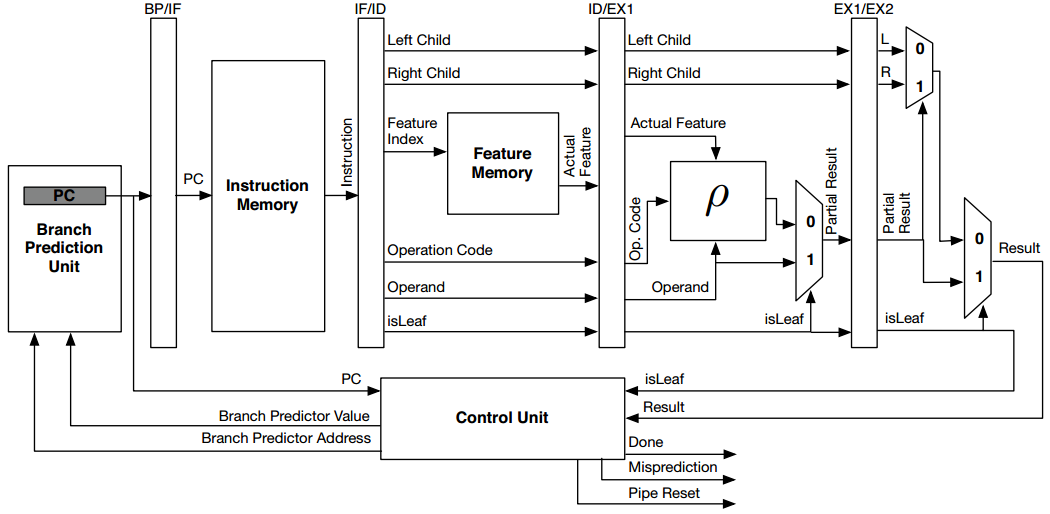 BP/IF
IF/ID
ID/EX1
EX1/EX2
Left Child
Left Child
L
0
Right Child
Right Child
R
1
Feature
Index
Actual Feature
Instruction
Feature
Memory
Actual
Feature
PC
Instruction
Memory
PC
Branch
Prediction
Unit
ρ
Op. Code
0
1
Partial Result
Partial
Result
0
1
Result
Operation Code
Operand
Operand
isLeaf
isLeaf
isLeaf
PC
isLeaf
Branch Predictor Value
Result
Control Unit
Branch Predictor Address
Done
Misprediction
Pipe Reset